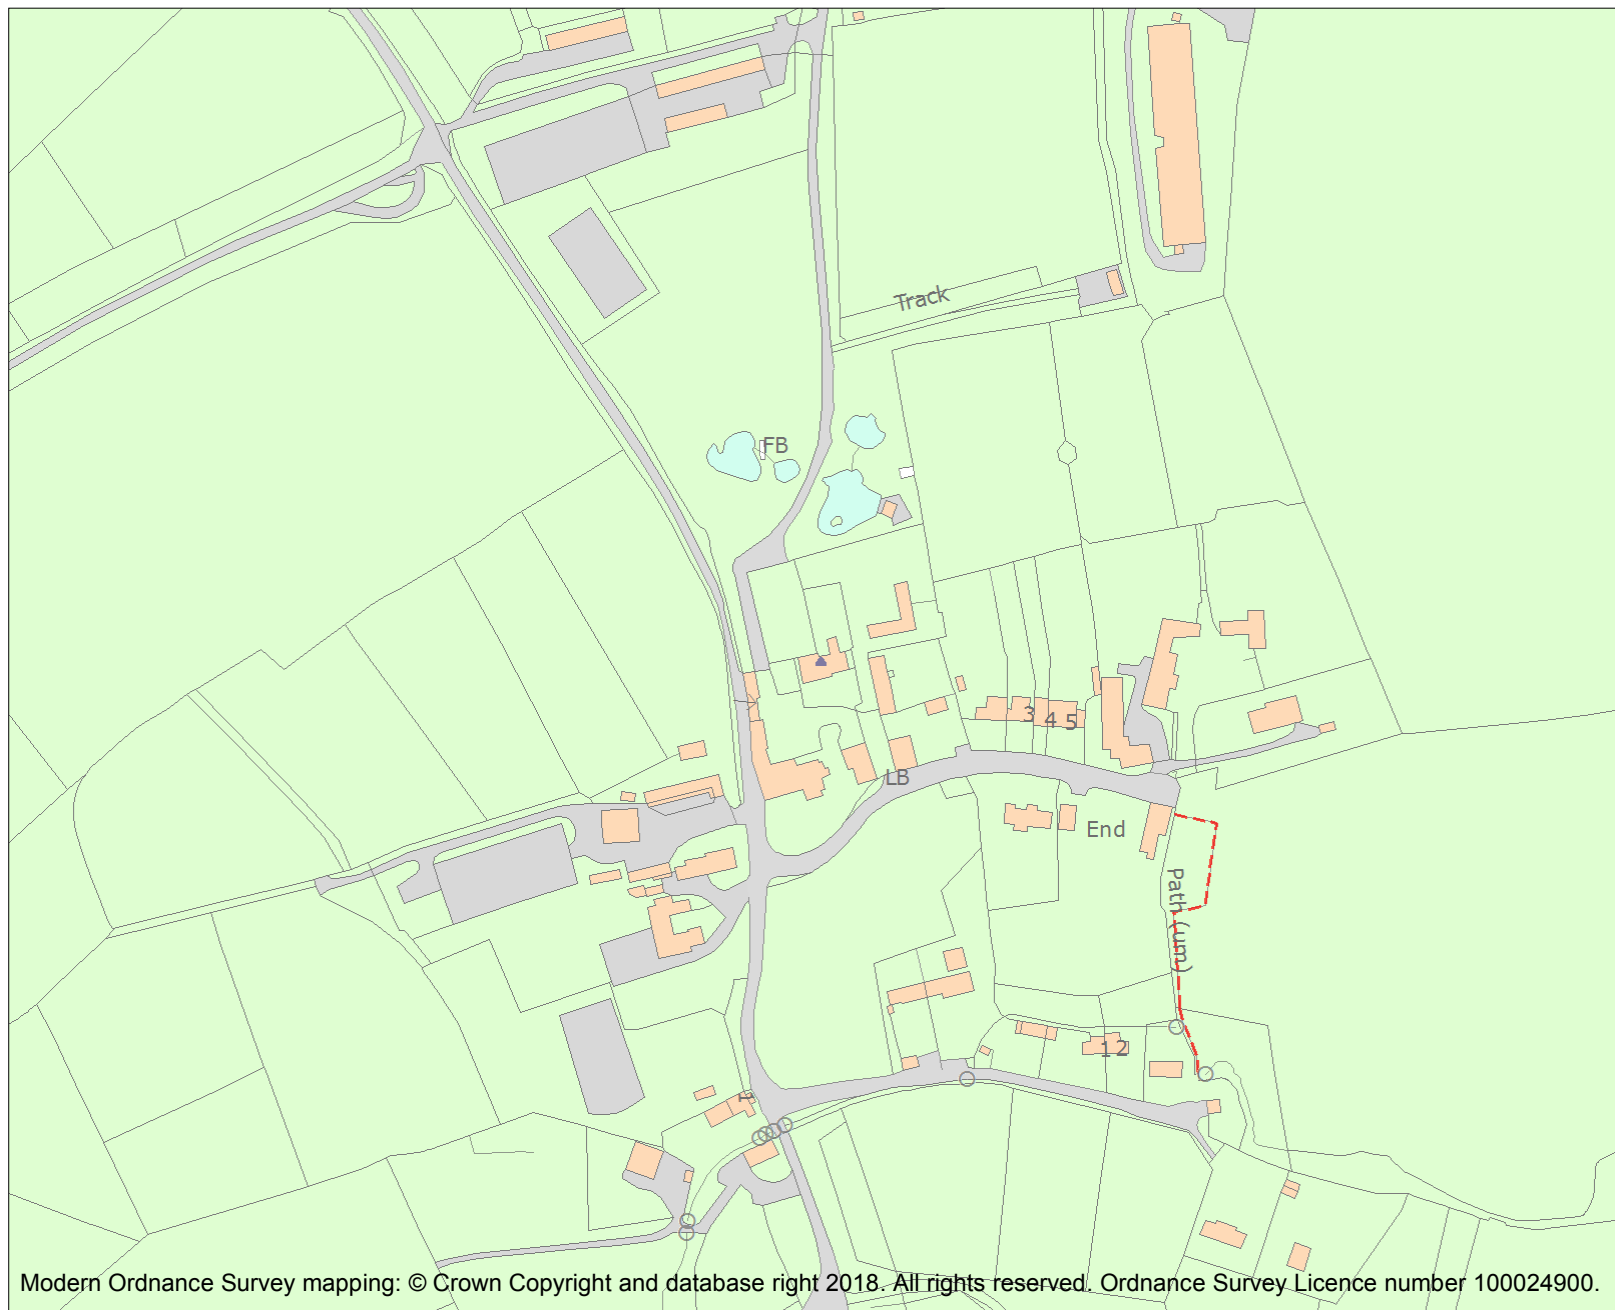 Track
FB
3
4
5
LB
End
Path (um)
1
2
1
Modern Ordnance Survey mapping: © Crown Copyright and database right 2018. All rights reserved. Ordnance Survey Licence number 100024900.